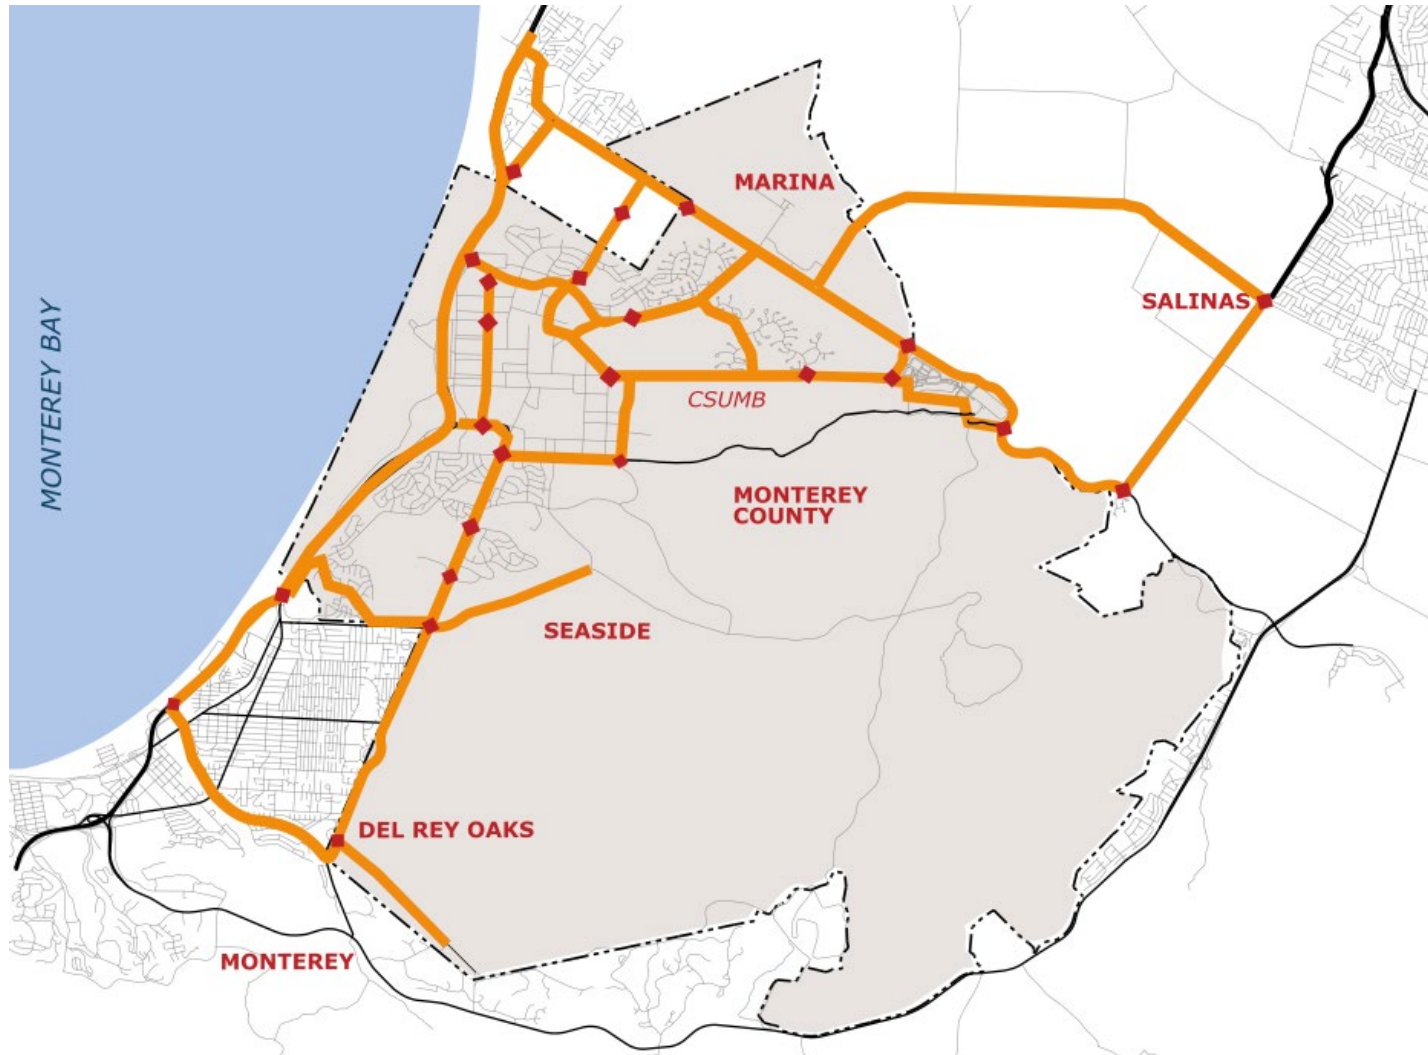 MARINA
SALINAS
MONTEREY BAY
CSUMB
MONTEREY
COUNTY
SEASIDE
DEL REY OAKS
MONTEREY